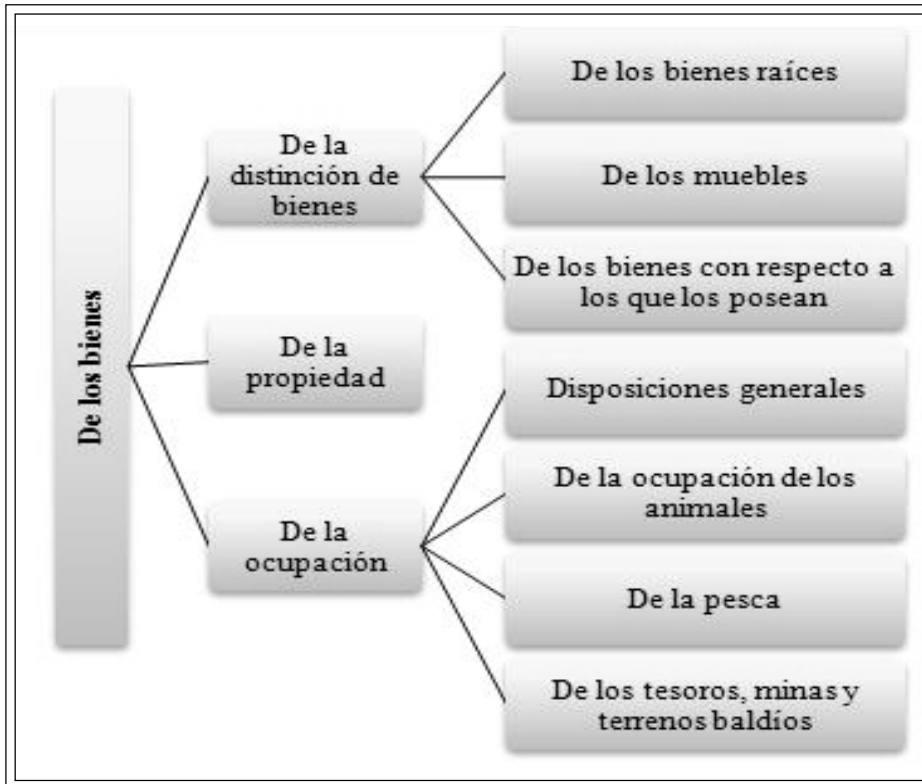 De los bienes
De la
distinción de
bienes
De los bienes raíces
De los muebles
De los bienes con respecto a
los que los posean
De la
propiedad
De la
ocupación
Disposiciones generales
De la ocupación de los
animales
De la pesca
De los tesoros, minas y
terrenos baldíos